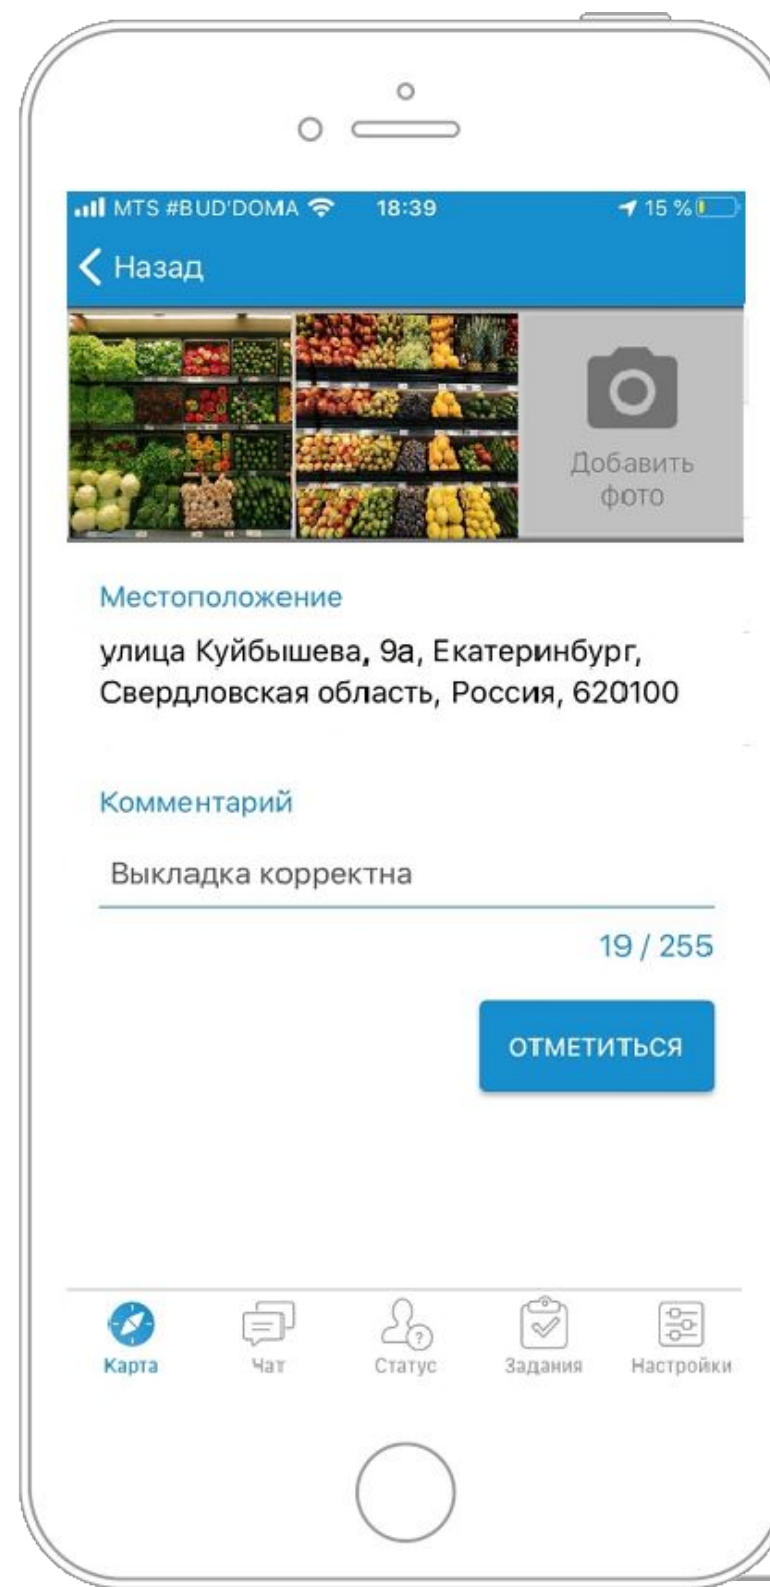 MTS #BUD'DOMA 18:39 15 %
Назад
Добавить
фото
Местоположение
улица Куйбышева, 9а, Екатеринбург,
Свердловская область, Россия, 620100
Комментарий
Выкладка корректна
19 / 255
ОТМЕТИТЬСЯ
Карта Чат Статус Задания Настройки